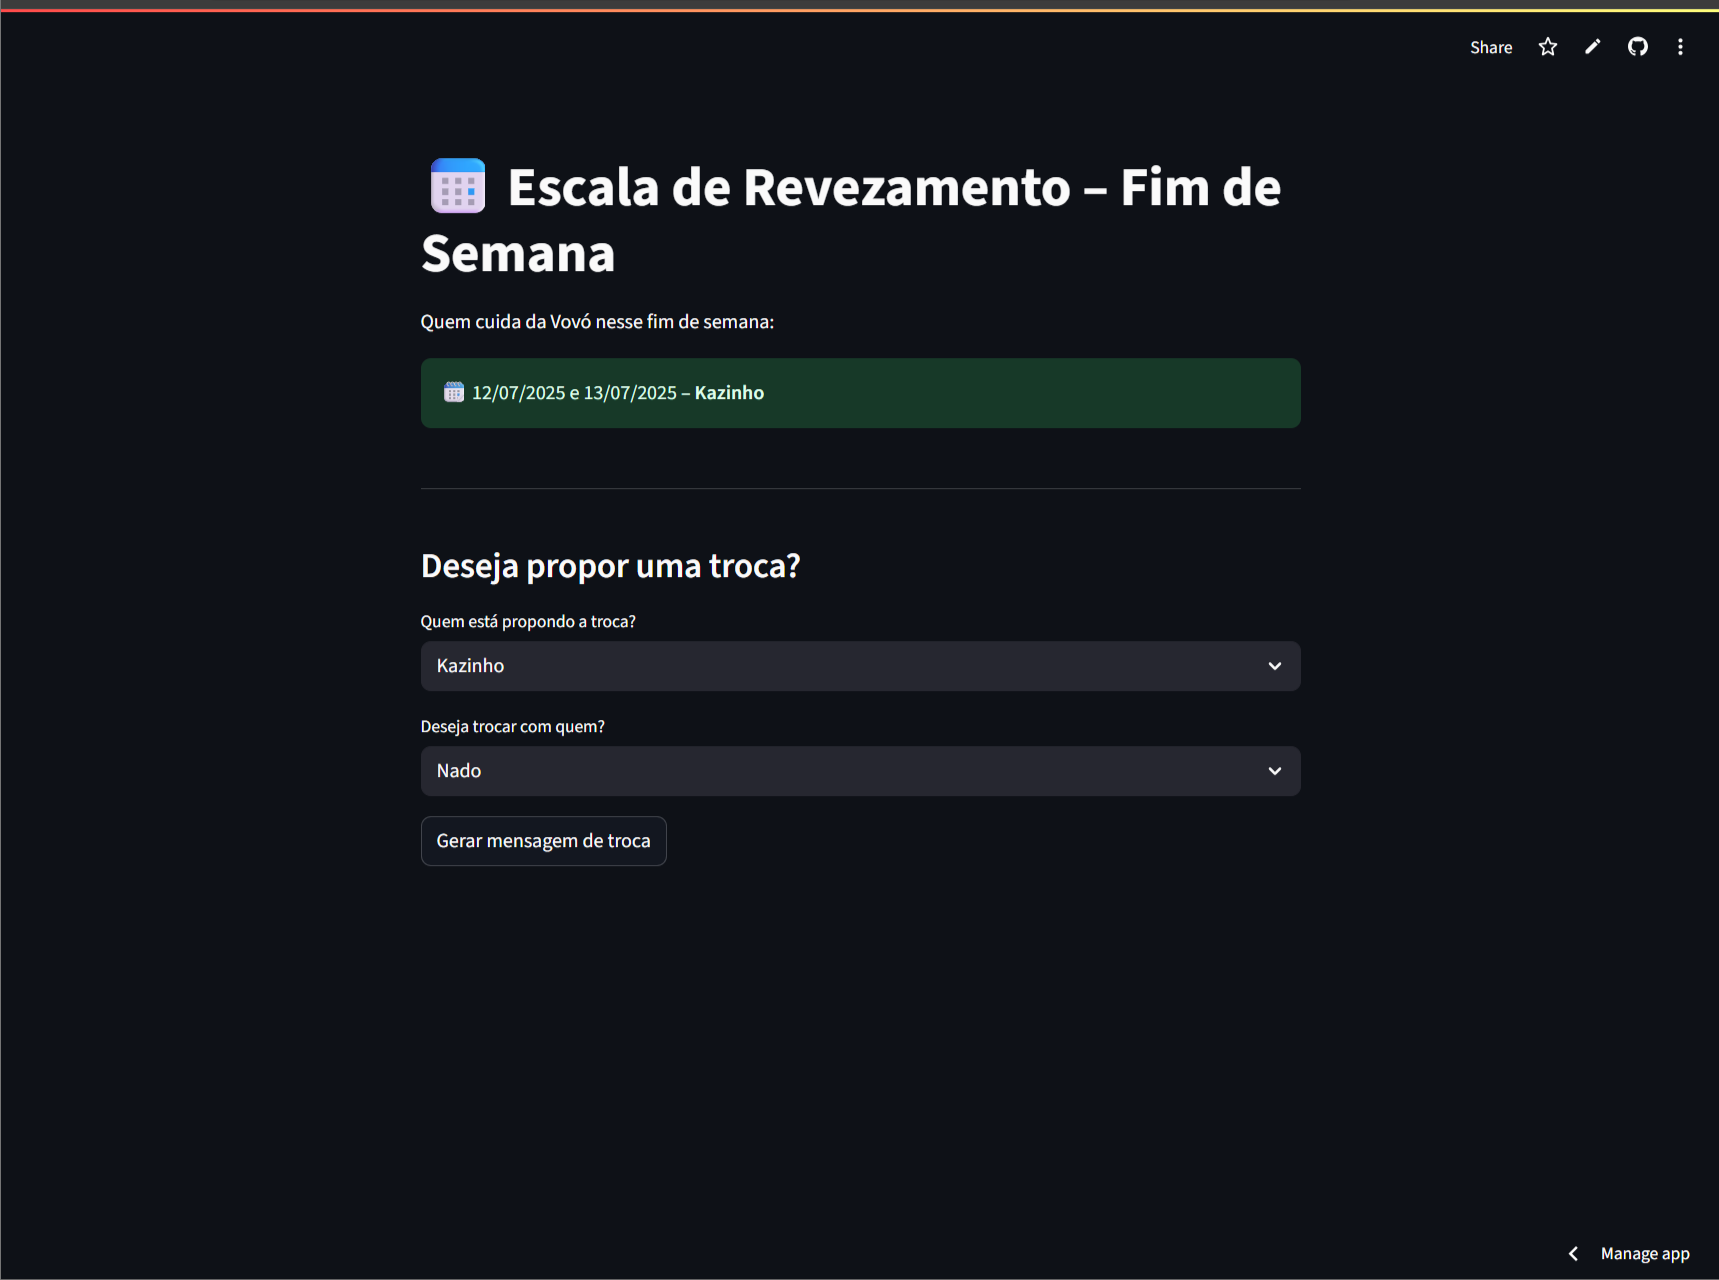 Share
Escala de Revezamento – Fim de
Semana
Quem cuida da Vovó nesse fim de semana:
12/07/2025 e 13/07/2025 – Kazinho
Deseja propor uma troca?
Quem está propondo a troca?
Kazinho
Deseja trocar com quem?
Nado
Gerar mensagem de troca
Manage app